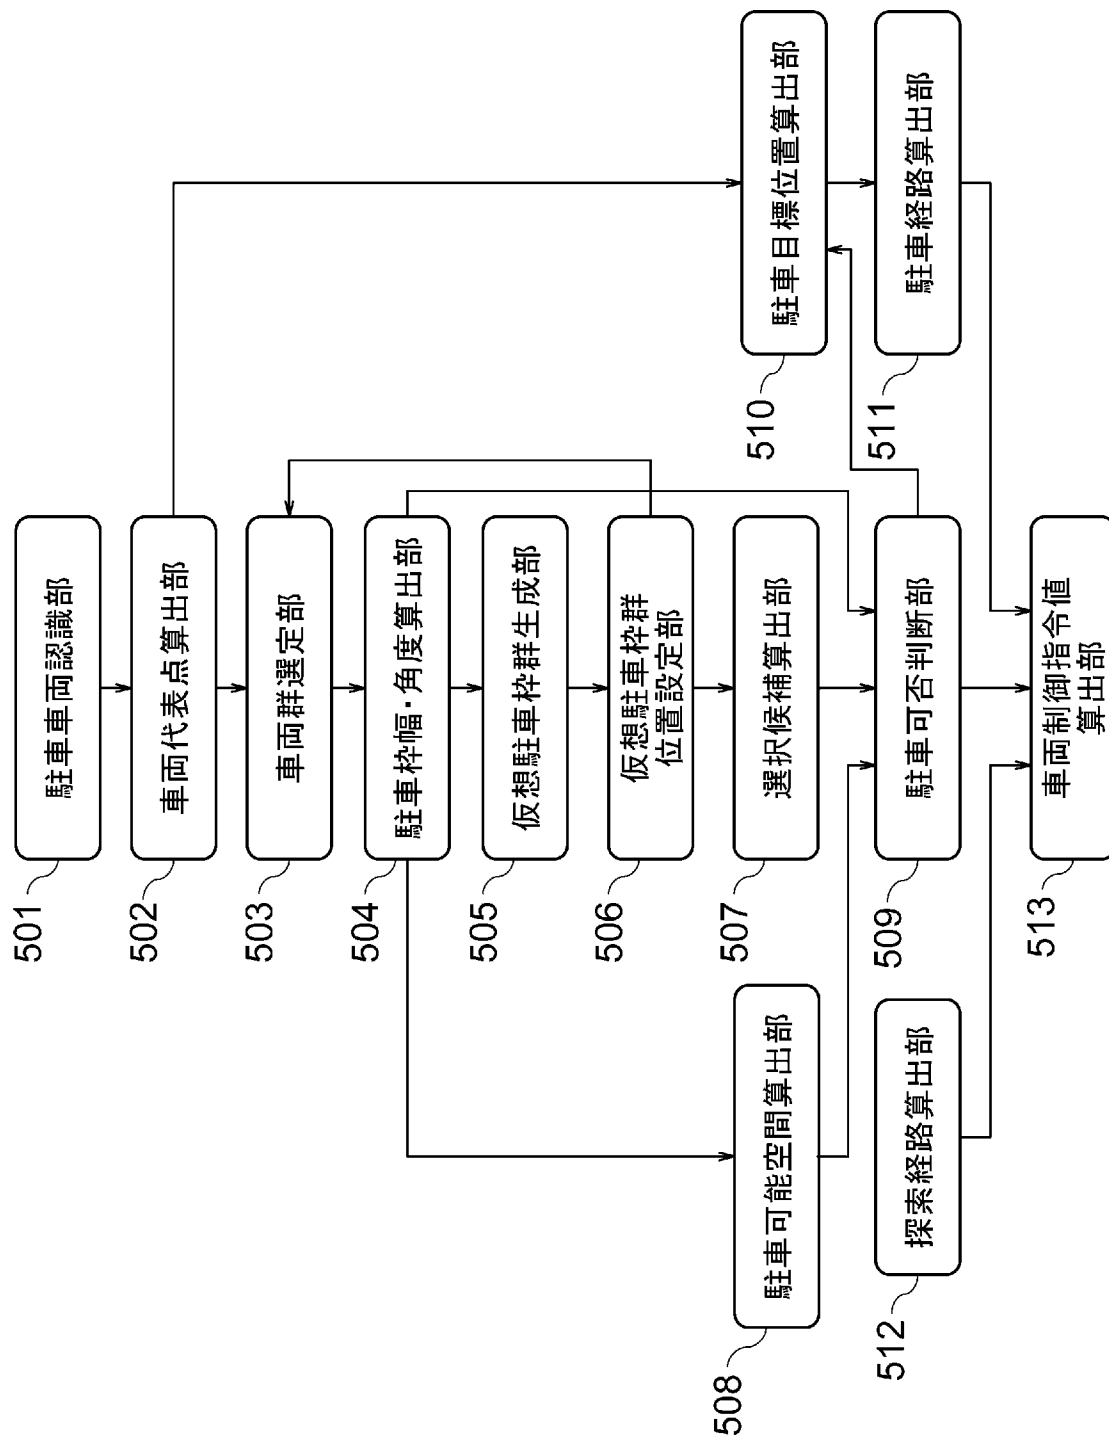 501
駐車車両認識部
502
車両代表点算出部
503
車両群選定部
504
駐車枠幅・角度算出部
505
仮想駐車枠群生成部
506
仮想駐車枠群
位置設定部
507
選択候補算出部
508
駐車可能空間算出部
509
駐車可否判断部
510
駐車目標位置算出部
511
駐車経路算出部
512
探索経路算出部
513
車両制御指令値
算出部